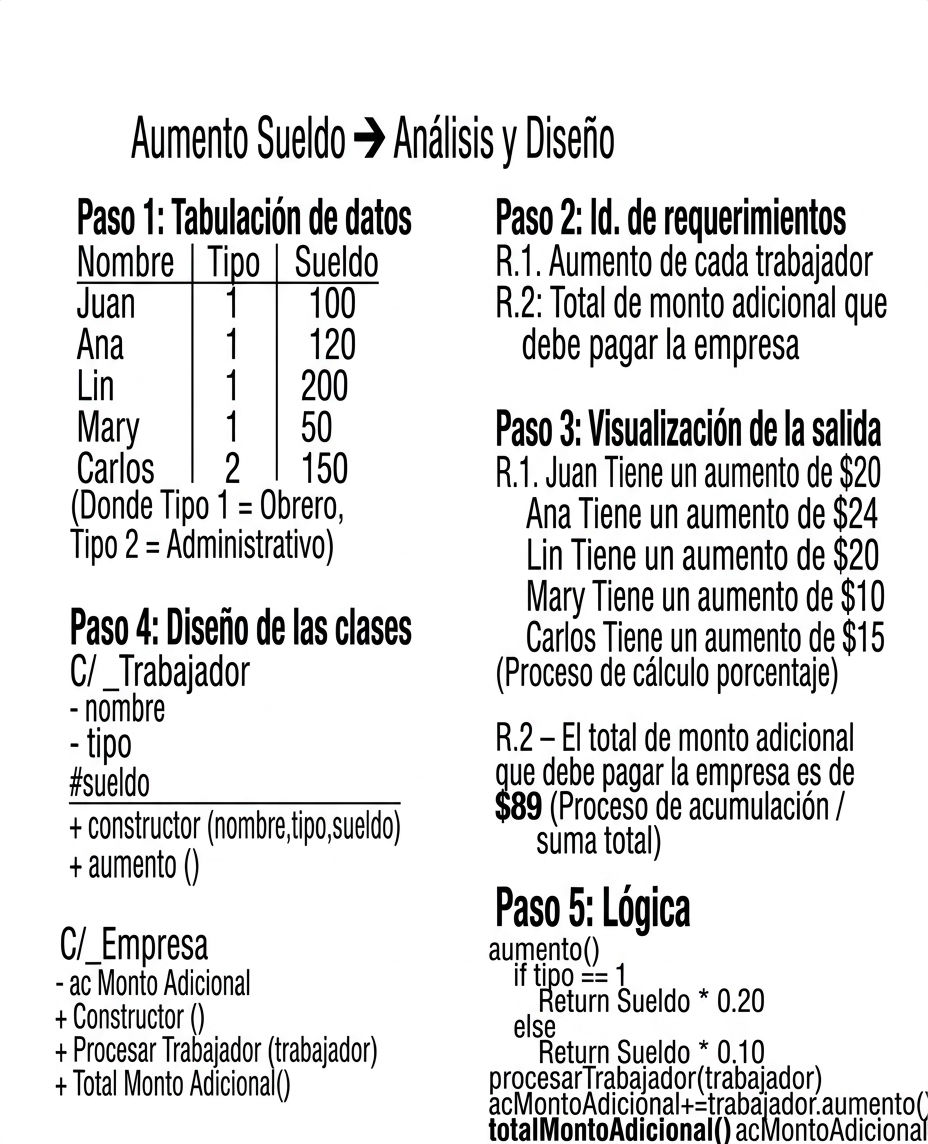 Aumento Sueldo → Análisis y Diseño
Paso 1: Tabulación de datos
Nombre | Tipo | Sueldo
Juan | 1 | 100
Ana | 1 | 120
Lin | 1 | 200
Mary | 1 | 50
Carlos | 2 | 150
(Donde Tipo 1 = Obrero,
Tipo 2 = Administrativo)
Paso 2: Id. de requerimientos
R.1. Aumento de cada trabajador
R.2: Total de monto adicional que
debe pagar la empresa
Paso 3: Visualización de la salida
R.1. Juan Tiene un aumento de $20
Ana Tiene un aumento de $24
Lin Tiene un aumento de $20
Mary Tiene un aumento de $10
Carlos Tiene un aumento de $15
(Proceso de cálculo porcentaje)
R.2 – El total de monto adicional
que debe pagar la empresa es de
$89 (Proceso de acumulación /
suma total)
Paso 4: Diseño de las clases
C/ _Trabajador
- nombre
- tipo
#sueldo
+ constructor (nombre,tipo,sueldo)
+ aumento ()
C/_Empresa
- ac Monto Adicional
+ Constructor ()
+ Procesar Trabajador (trabajador)
+ Total Monto Adicional()
Paso 5: Lógica
aumento()
if tipo == 1
Return Sueldo * 0.20
else
Return Sueldo * 0.10
procesarTrabajador(trabajador)
acMontoAdicional+=trabajador.aumento()
totalMontoAdicional() acMontoAdicional